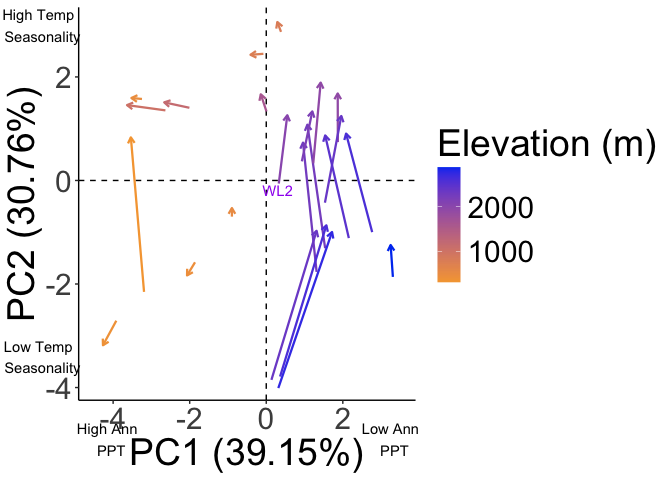 High Temp
Seasonality
PC2 (30.76%)
2
0
-2
-4
WL2
Low Temp
Seasonality
Elevation (m)
2000
1000
-4
-2
0
2
High Ann
PPT
PC1 (39.15%)
Low Ann
PPT